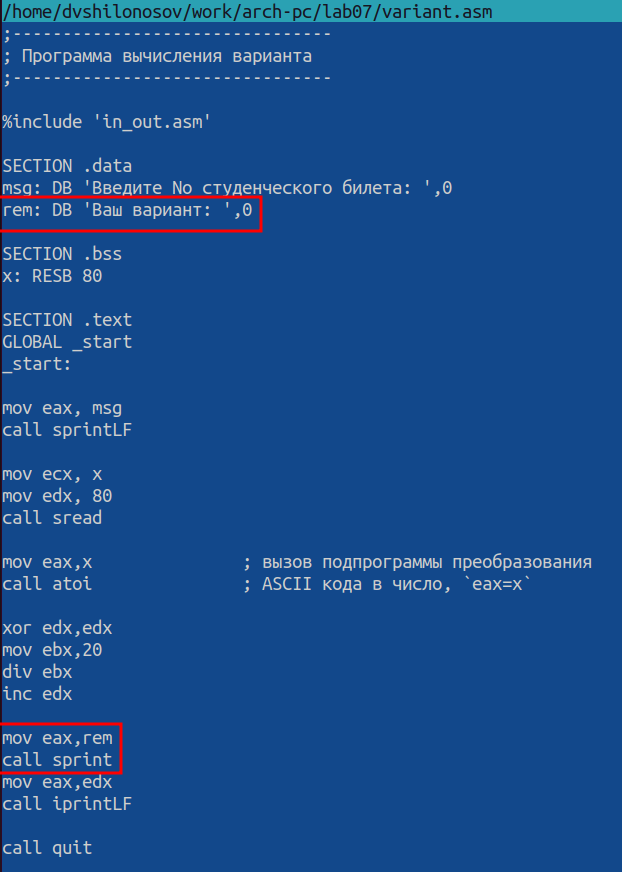 /home/dvshilonosov/work/arch-pc/lab07/variant.asm
;--------------------------------
; Программа вычисления варианта
;--------------------------------
%include 'in_out.asm'
SECTION .data
msg: DB 'Введите No студенческого билета: ',0
rem: DB 'Ваш вариант: ',0
SECTION .bss
x: RESB 80
SECTION .text
GLOBAL _start
_start:
mov eax, msg
call sprintLF
mov ecx, x
mov edx, 80
call sread
mov eax,x ; вызов подпрограммы преобразования
call atoi ; ASCII кода в число, `eax=x`
xor edx,edx
mov ebx,20
div ebx
inc edx
mov eax,rem
call sprint
mov eax,edx
call iprintLF
call quit